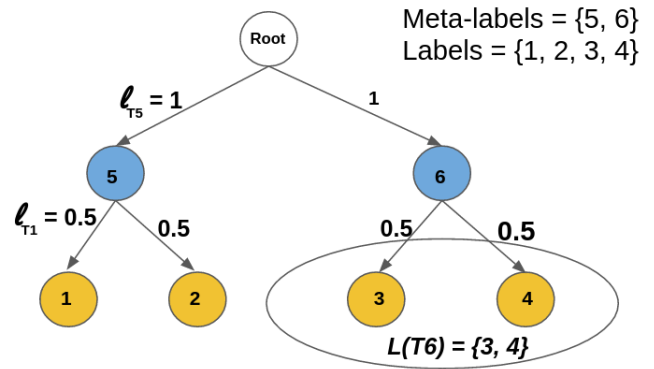 Root
Meta-labels = {5, 6}
Labels = {1, 2, 3, 4}
ℓT5 = 1
1
5
6
ℓT1 = 0.5
0.5
0.5
0.5
1
2
3
4
L(T6) = {3, 4}